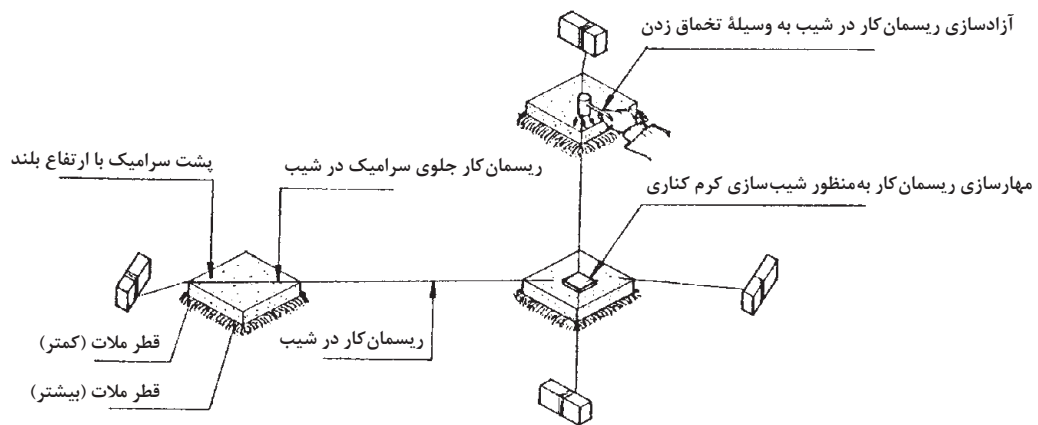 آزادسازی ریسمان‌کار در شیب به وسیلهٔ تخماق زدن
پشت سرامیک با ارتفاع بلند
ریسمان‌کار جلوی سرامیک در شیب
مهارسازی ریسمان‌کار به‌منظور شیب‌سازی کرم کناری
قطر ملات (کمتر)
ریسمان‌کار در شیب
قطر ملات (بیشتر)